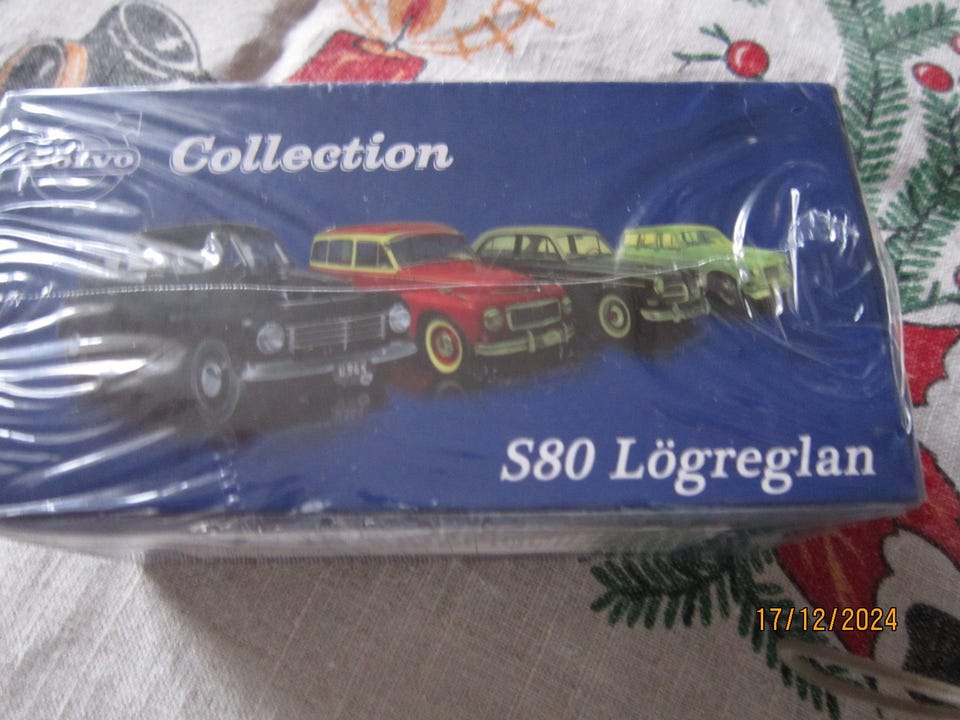 Volvo
Collection
S80 Lögreglan
17/12/2024